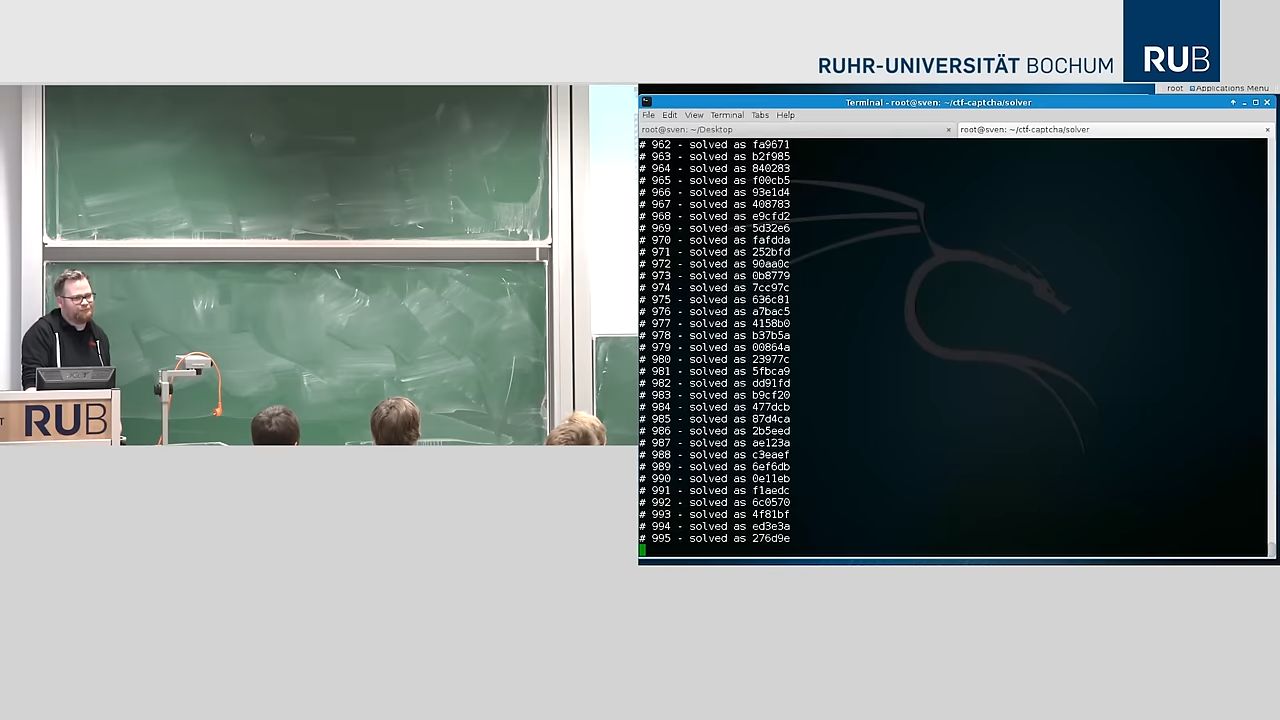 RUHR-UNIVERSITÄT BOCHUM
RUB
root Applications Menu
Terminal - root@sven: ~/ctf-captcha/solver
File Edit View Terminal Tabs Help
root@sven: ~/Desktop
root@sven: ~/ctf-captcha/solver
# 962 - solved as fa9671
# 963 - solved as b2f985
# 964 - solved as 840283
# 965 - solved as f00cb5
# 966 - solved as 93e1d4
# 967 - solved as 408783
# 968 - solved as e9cfd2
# 969 - solved as 5d32e6
# 970 - solved as fafdda
# 971 - solved as 252bfd
# 972 - solved as 90aa0c
# 973 - solved as 0b8779
# 974 - solved as 7cc97c
# 975 - solved as 636c81
# 976 - solved as a7bac5
# 977 - solved as 4158b0
# 978 - solved as b37b5a
# 979 - solved as 00864a
# 980 - solved as 23977c
# 981 - solved as 5fbca9
# 982 - solved as dd91fd
# 983 - solved as b9cf20
# 984 - solved as 477dcb
# 985 - solved as 87d4ca
# 986 - solved as 2b5eed
# 987 - solved as ae123a
# 988 - solved as c3eaef
# 989 - solved as 6ef6db
# 990 - solved as 0e11eb
# 991 - solved as f1aedc
# 992 - solved as 6c0570
# 993 - solved as 4f81bf
# 994 - solved as ed3e3a
# 995 - solved as 276d9e
RUB